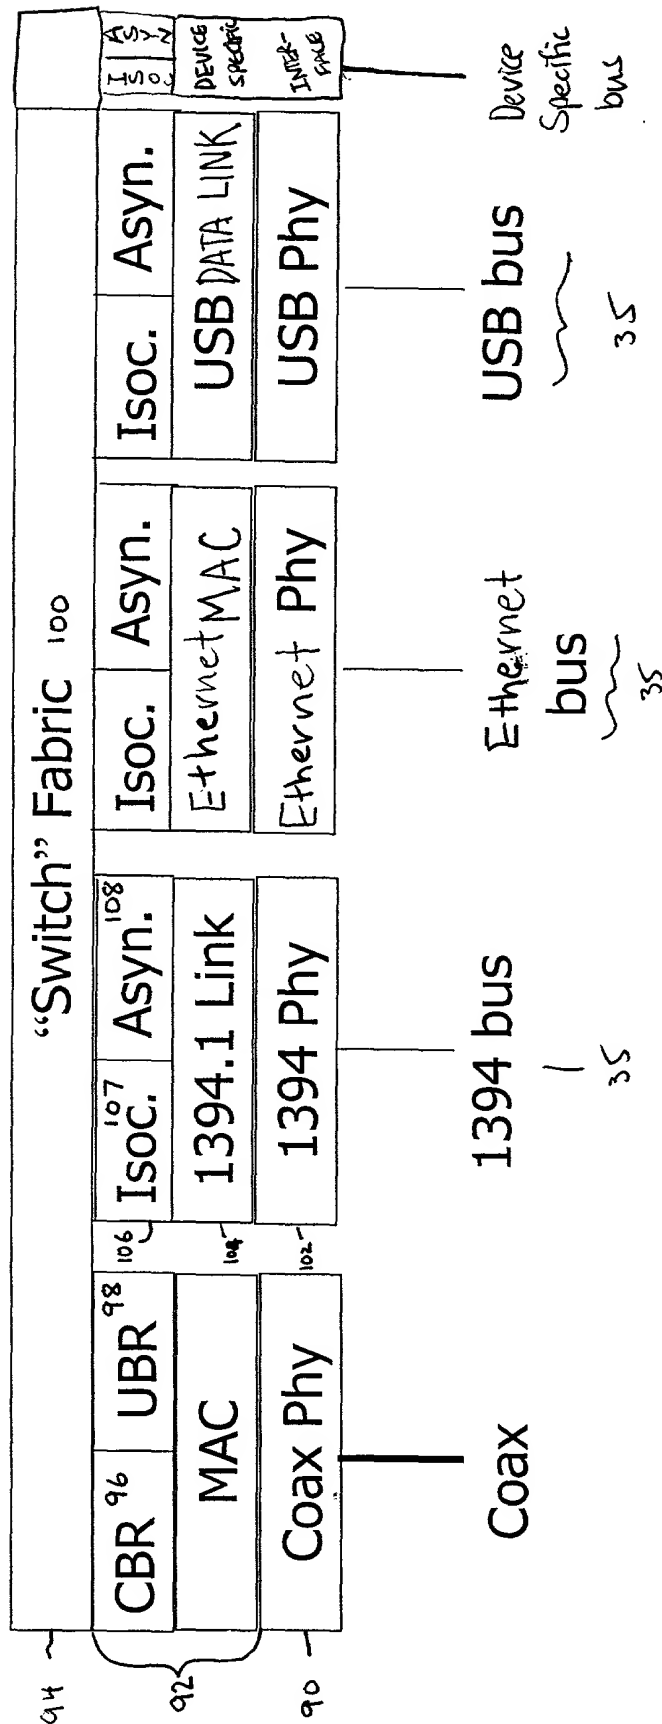 94
"Switch" Fabric 100
92
CBR 96
UBR 98
MAC
90
Coax Phy
Coax
106
Isoc. 107
Asyn. 108
104
1394.1 Link
102
1394 Phy
1394 bus
35
Isoc.
Asyn.
Ethernet MAC
Ethernet Phy
Ethernet
bus
35
Isoc.
Asyn.
USB DATA LINK
USB Phy
USB bus
35
ISOC
ASYN
DEVICE
SPECIFIC
INTER-
FACE
Device
Specific
bus